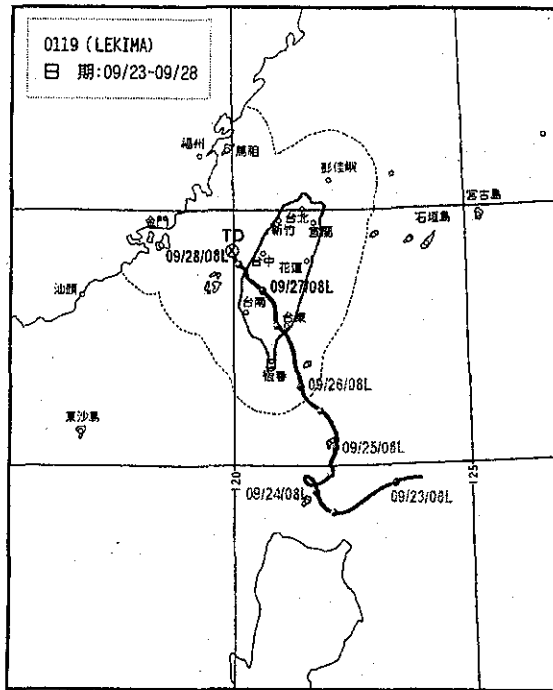 0119 (LEKIMA)
日 期:09/23-09/28
福州
馬祖
彭佳嶼
宮古島
石垣島
台北
新竹
宜蘭
金門
TD
09/28/08L
台中
花蓮
汕頭
09/27/08L
台南
台東
恆春
09/26/08L
東沙島
09/25/08L
120
125
09/24/08L
09/23/08L